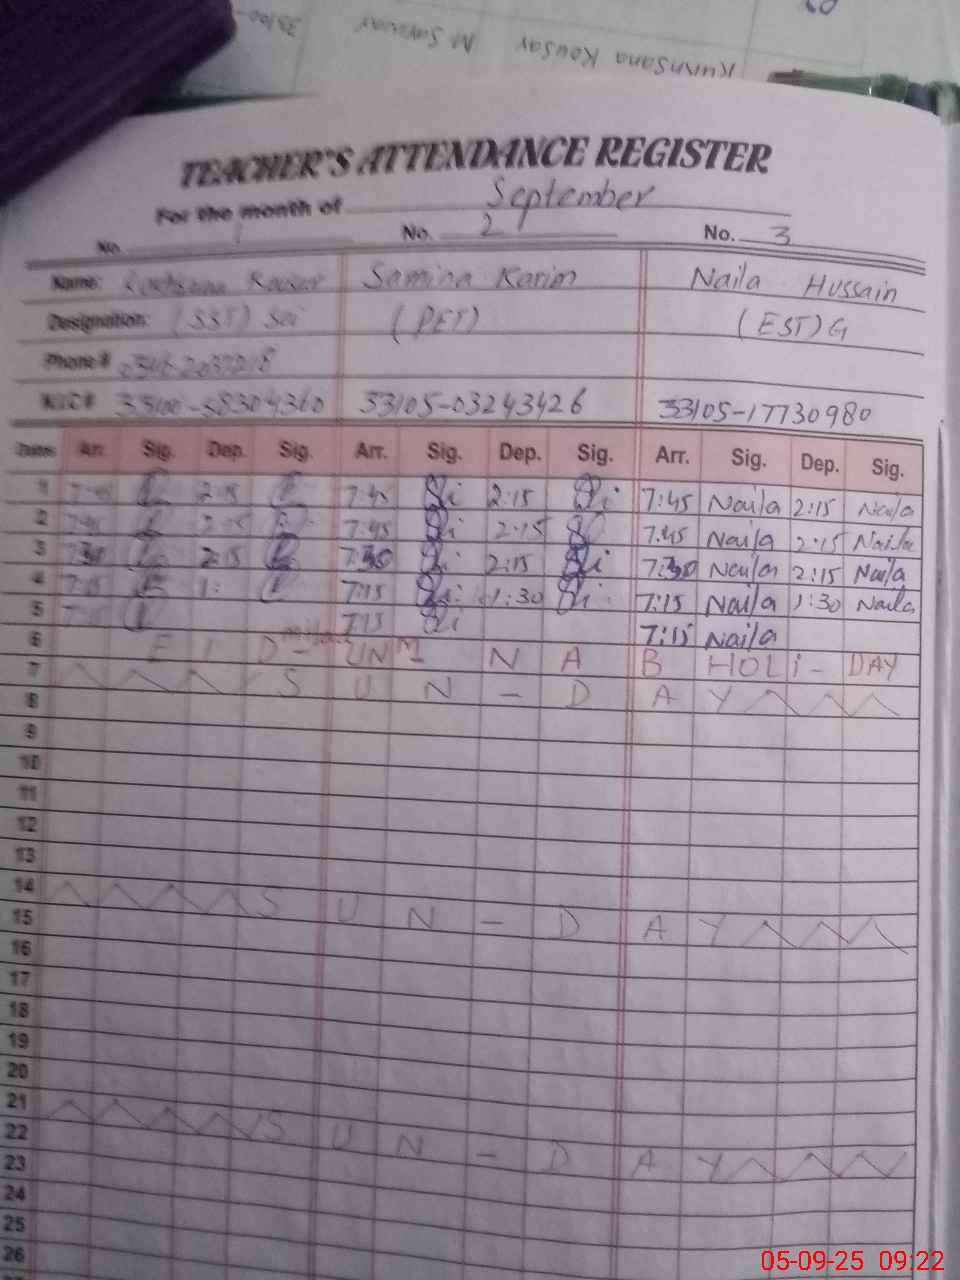 Kousar M Sarwar
TEACHER'S ATTENDANCE REGISTER
For the month of September
No. 1 No. 2 No. 3
Name: Kousar Samina Karim Naila Hussain
Designation: (SST) Sci (PET) (EST) G
Phone #
N.I.C # 33105-03243426 33105-17730980
Dates Arr. Sig. Dep. Sig. Arr. Sig. Dep. Sig. Arr. Sig. Dep. Sig.
1 7:45 2:15 7:45 2:15 7:45 Naila 2:15 Naila
2 7:45 2:15 7:45 2:15 7:45 Naila 2:15 Naila
3 7:30 2:15 7:30 2:15 7:30 Naila 2:15 Naila
4 7:15 1: 7:15 1:30 7:15 Naila 1:30 Naila
5 7:15 7:15 7:15 Naila
6 E I D - UN NAB HOLi-DAY
7 SUN-DAY
8
9
10
11
12
13
14 SUN-DAY
15
16
17
18
19
20
21 SUN-DAY
22
23
24
25
26
05-09-25 09:22